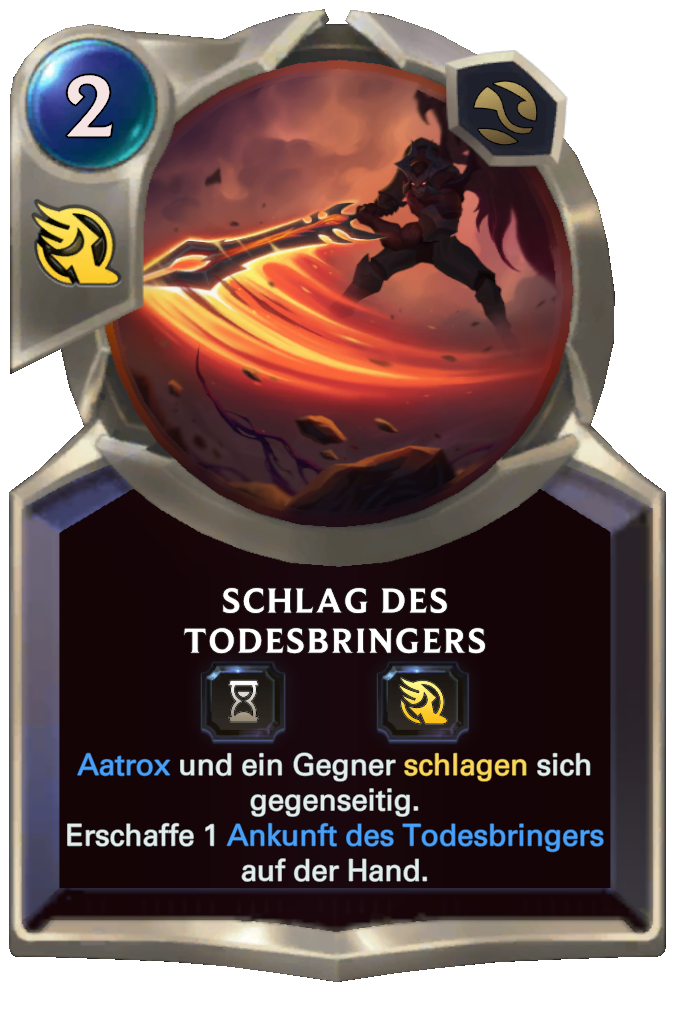 2
SCHLAG DES
TODESBRINGERS
Aatrox und ein Gegner schlagen sich
gegenseitig.
Erschaffe 1 Ankunft des Todesbringers
auf der Hand.